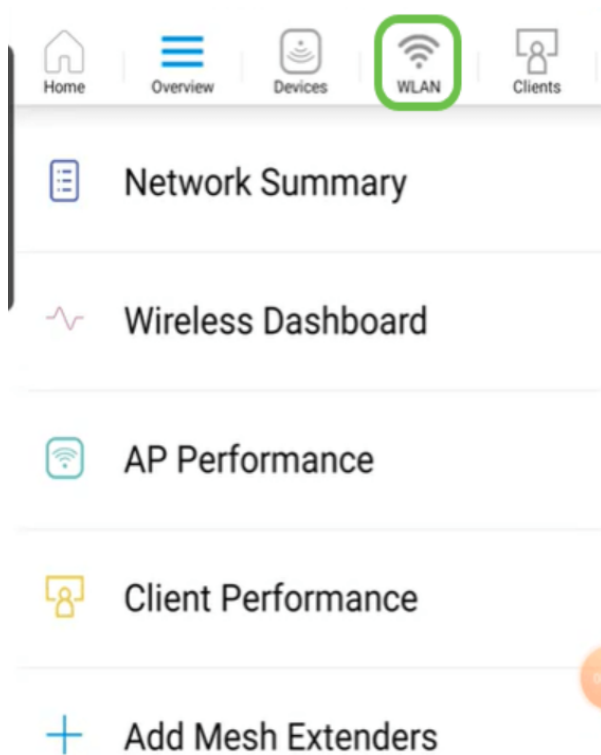 Home Overview Devices WLAN Clients
Network Summary
Wireless Dashboard
AP Performance
Client Performance
Add Mesh Extenders